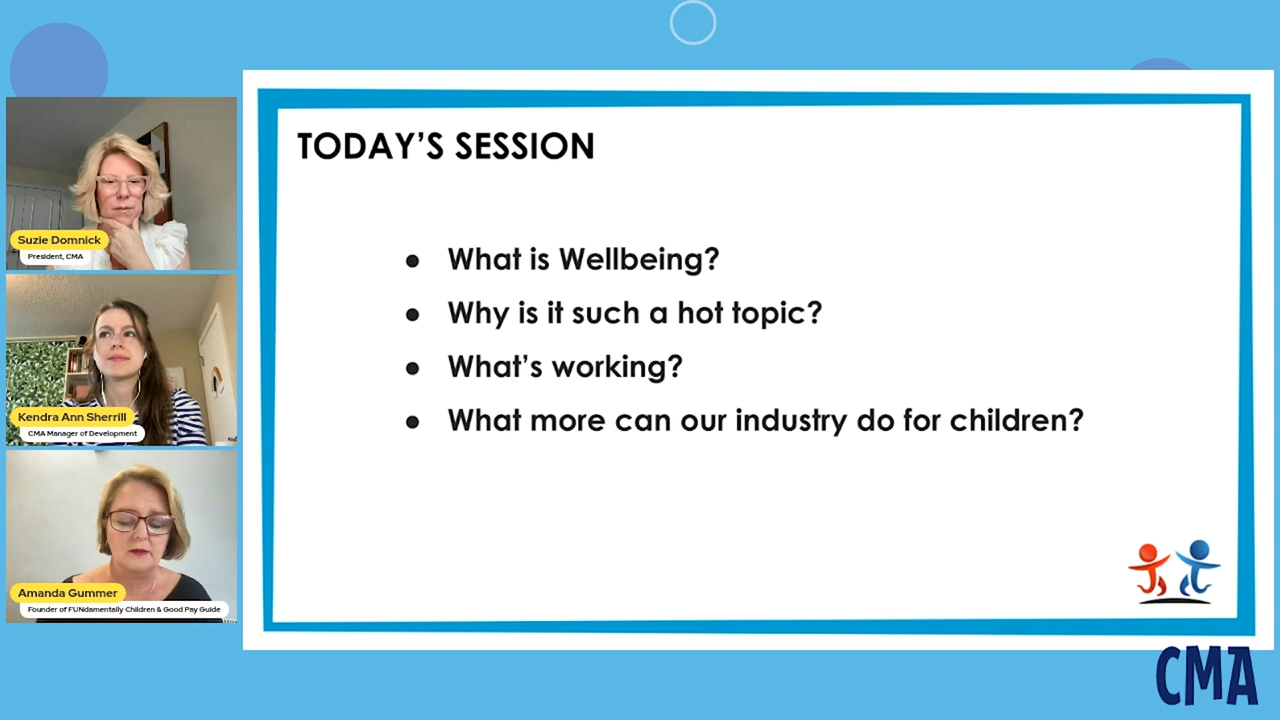 TODAY'S SESSION
● What is Wellbeing?
● Why is it such a hot topic?
● What's working?
● What more can our industry do for children?
Suzie Domnick
President, CMA
Kendra Ann Sherrill
CMA Manager of Development
Amanda Gummer
Founder of FUNdamentally Children & Good Pay Guide
CMA